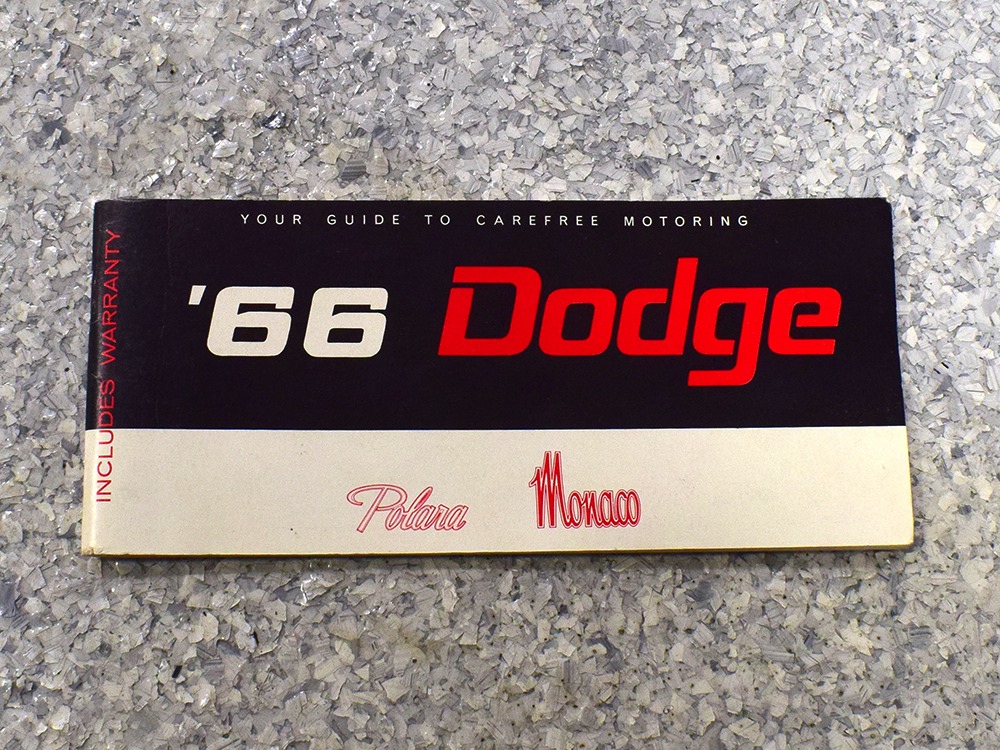 YOUR GUIDE TO CAREFREE MOTORING
'66 Dodge
INCLUDES WARRANTY
Polara Monaco